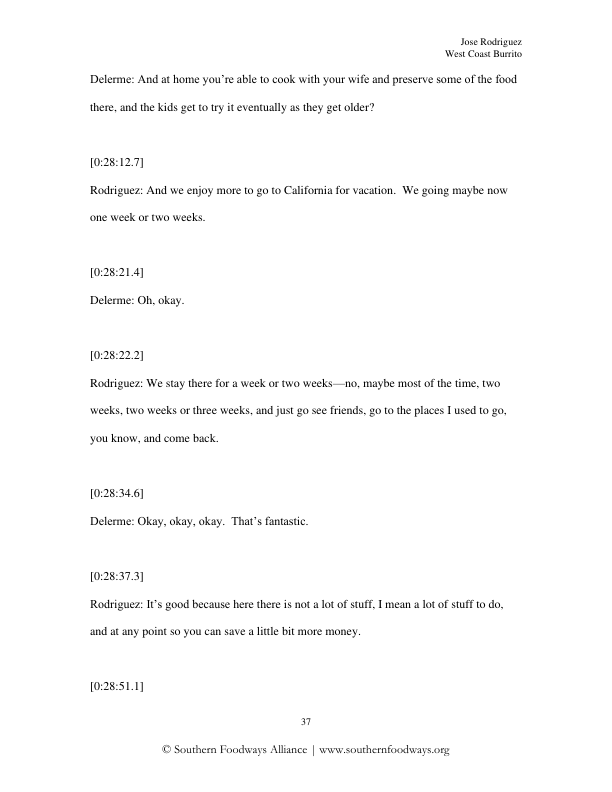 Jose Rodriguez
West Coast Burrito
Delerme: And at home you’re able to cook with your wife and preserve some of the food
there, and the kids get to try it eventually as they get older?
[0:28:12.7]
Rodriguez: And we enjoy more to go to California for vacation.  We going maybe now
one week or two weeks.
[0:28:21.4]
Delerme: Oh, okay.
[0:28:22.2]
Rodriguez: We stay there for a week or two weeks—no, maybe most of the time, two
weeks, two weeks or three weeks, and just go see friends, go to the places I used to go,
you know, and come back.
[0:28:34.6]
Delerme: Okay, okay, okay.  That’s fantastic.
[0:28:37.3]
Rodriguez: It’s good because here there is not a lot of stuff, I mean a lot of stuff to do,
and at any point so you can save a little bit more money.
[0:28:51.1]
37
© Southern Foodways Alliance | www.southernfoodways.org